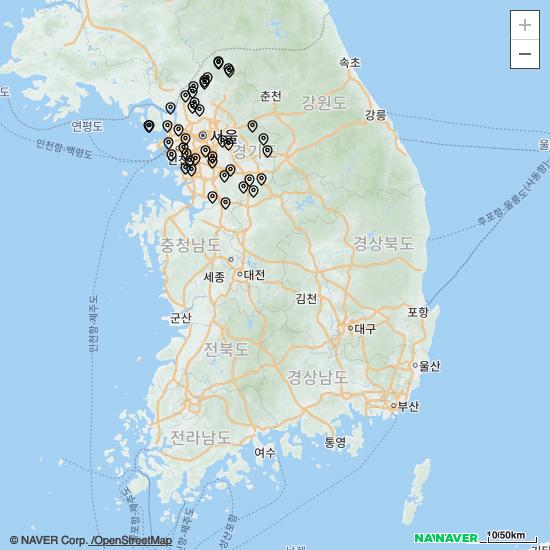 +
−
속초
춘천
강원도
연평도
강릉
서울
인천항-백령도
인천
경기도
후포항-울릉도(사동항)
충청남도
경상북도
세종
대전
김천
인천항-제주도
군산
포항
전북도
대구
경상남도
울산
부산
전라남도
통영
여수
© NAVER Corp. /OpenStreetMap
NAVER
10/50km